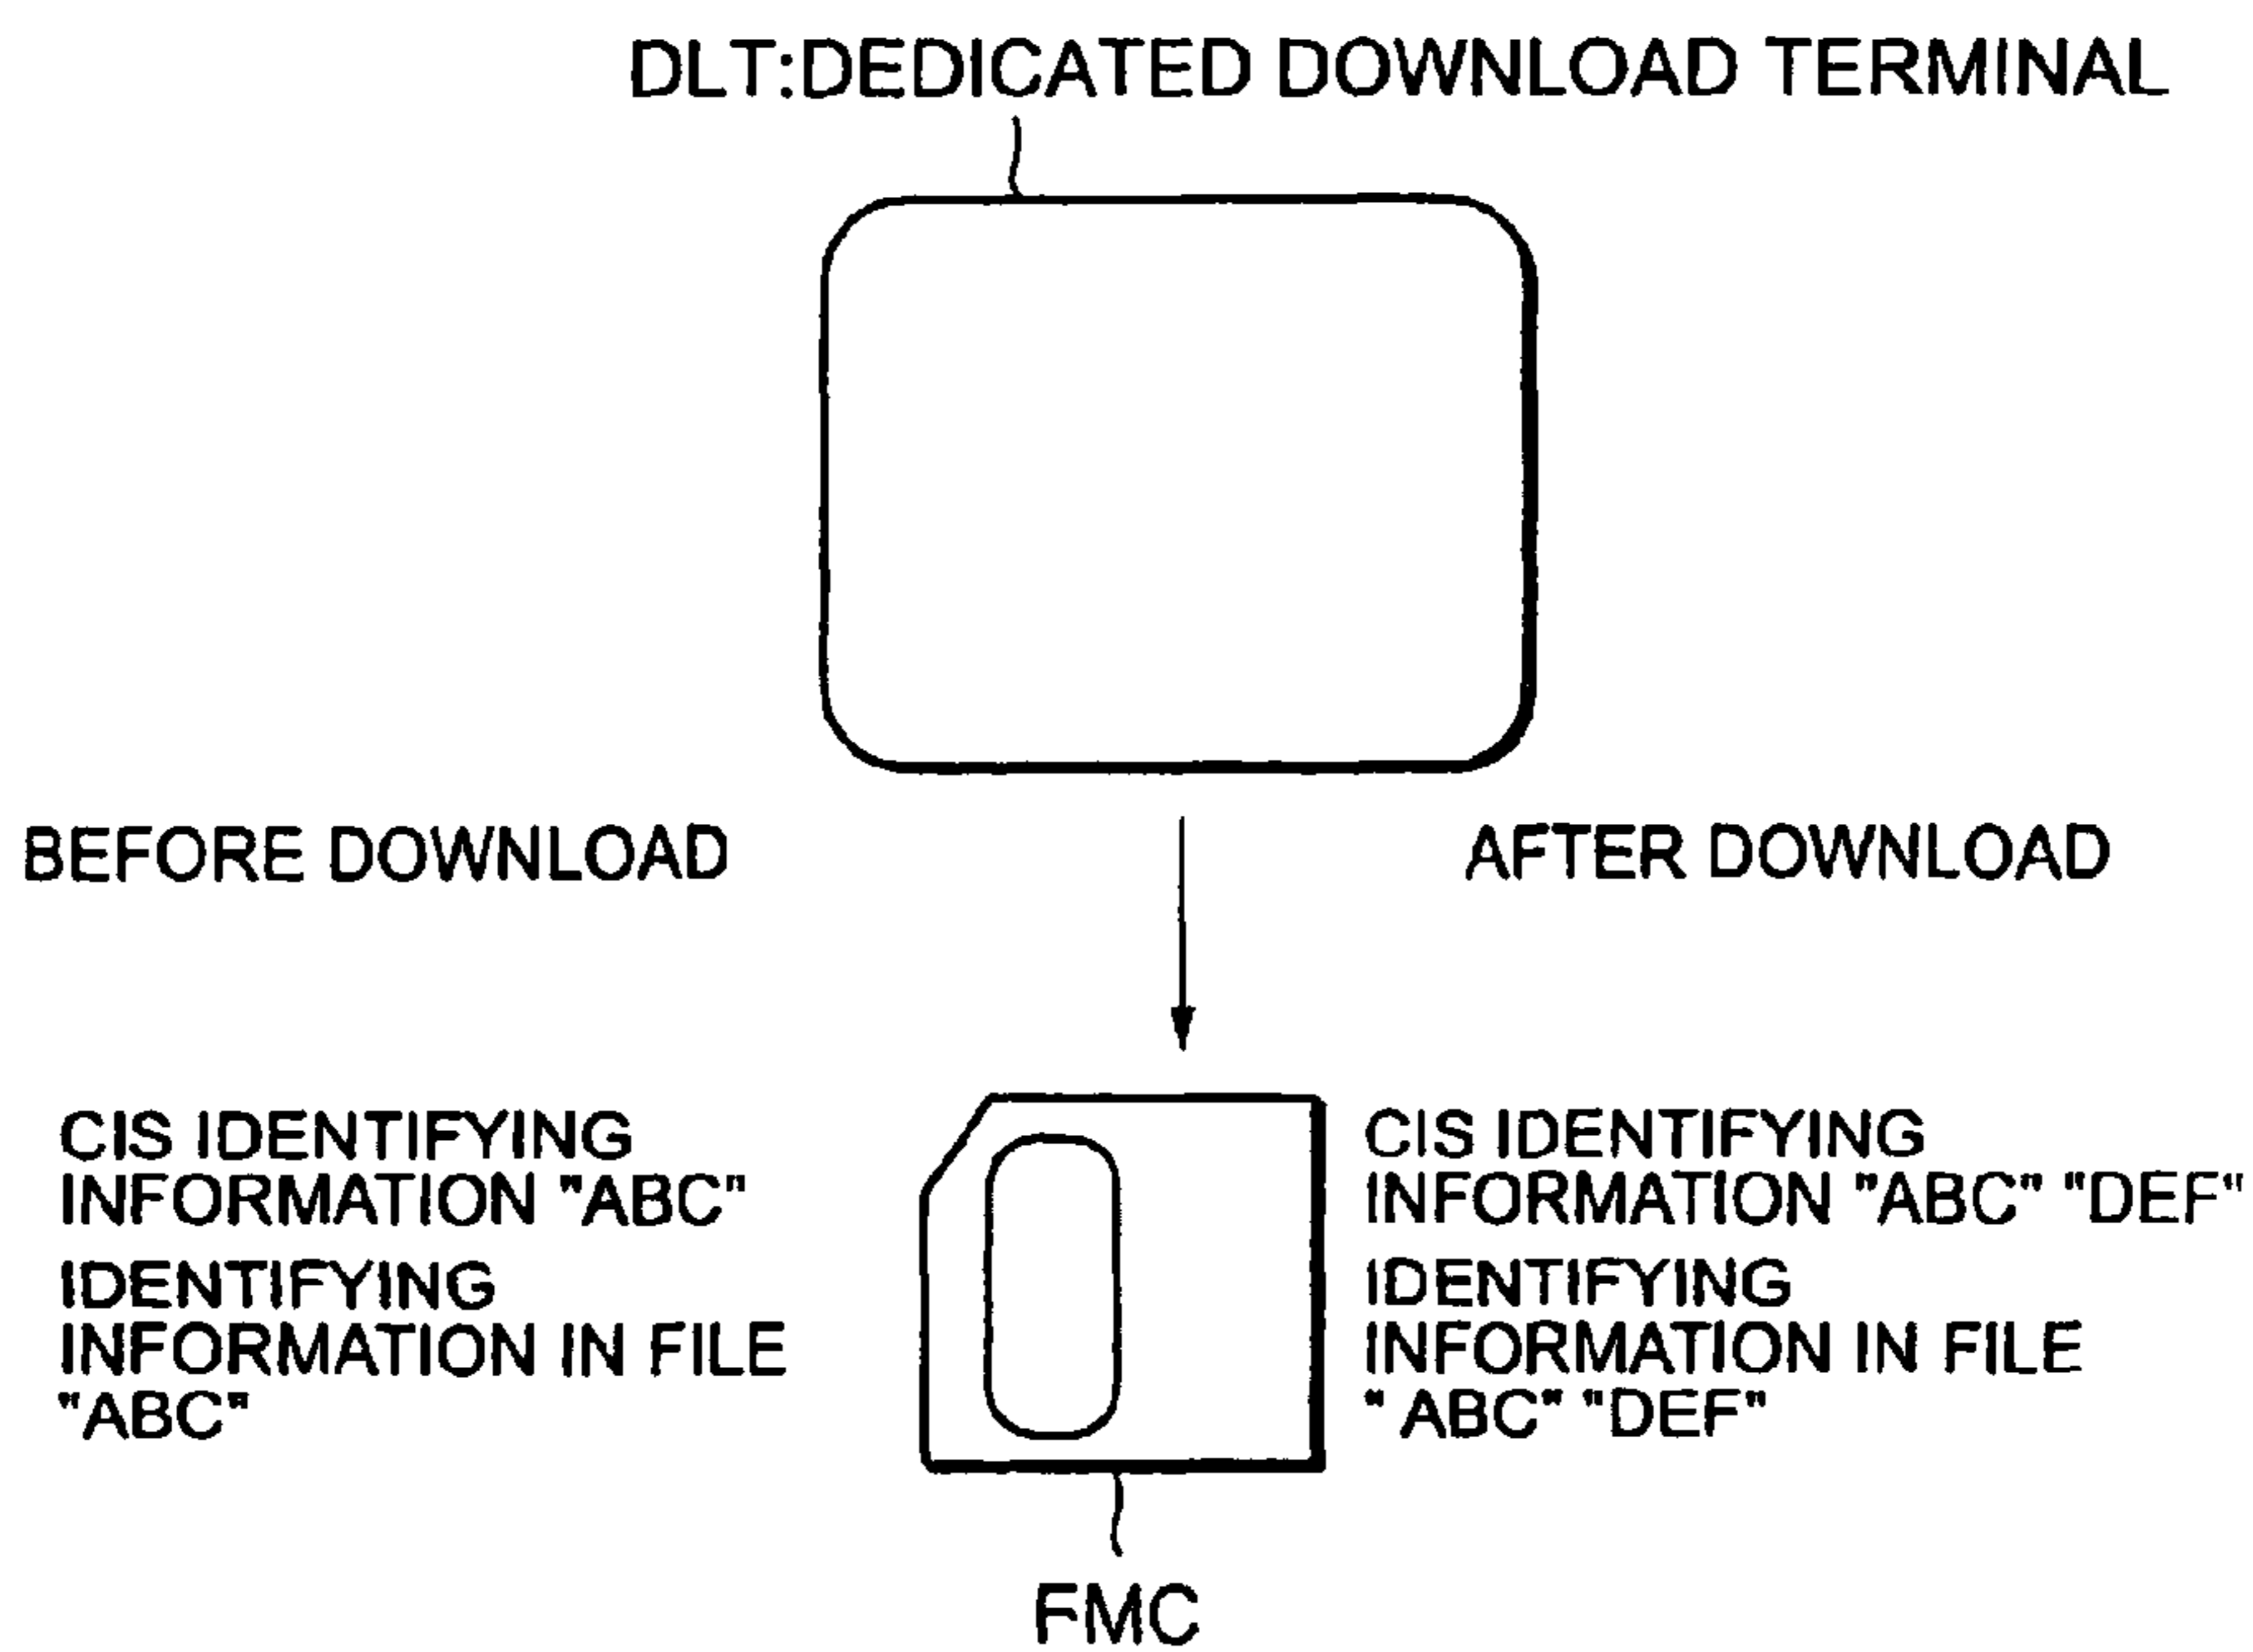 DLT:DEDICATED DOWNLOAD TERMINAL
BEFORE DOWNLOAD
AFTER DOWNLOAD
CIS IDENTIFYING
INFORMATION "ABC"
IDENTIFYING
INFORMATION IN FILE
"ABC"
CIS IDENTIFYING
INFORMATION "ABC" "DEF"
IDENTIFYING
INFORMATION IN FILE
" ABC" "DEF"
FMC